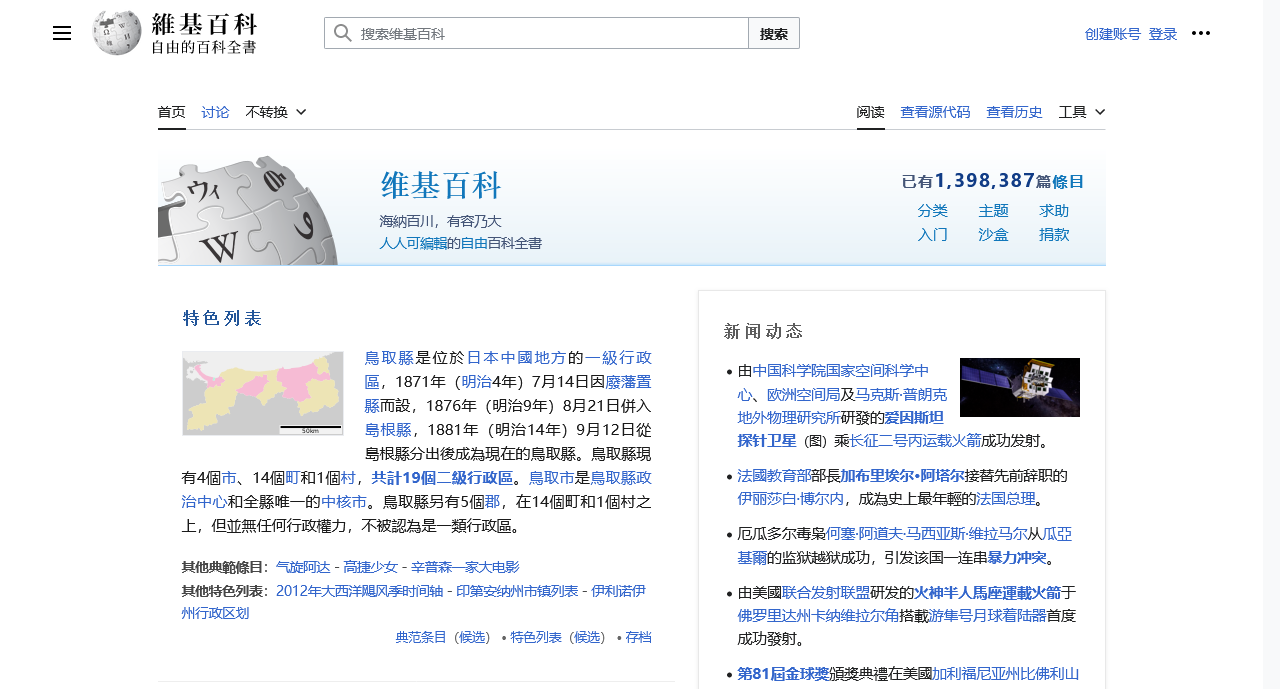 維基百科
自由的百科全書
搜索维基百科
搜索
创建账号 登录
首页 讨论 不转换
阅读 查看源代码 查看历史 工具
维基百科
海納百川，有容乃大
人人可編輯的自由百科全書
已有1,398,387篇條目
分类 主题 求助
入门 沙盒 捐款
特色列表
50km
鳥取縣是位於日本中國地方的一級行政
區，1871年（明治4年）7月14日因廢藩置
縣而設，1876年（明治9年）8月21日併入
島根縣，1881年（明治14年）9月12日從
島根縣分出後成為現在的鳥取縣。鳥取縣現
有4個市、14個町和1個村，共計19個二級行政區。鳥取市是鳥取縣政
治中心和全縣唯一的中核市。鳥取縣另有5個郡，在14個町和1個村之
上，但並無任何行政權力，不被認為是一類行政區。
其他典範條目：气旋阿达 - 高捷少女 - 辛普森一家大电影
其他特色列表：2012年大西洋飓风季时间轴 - 印第安纳州市镇列表 - 伊利诺伊
州行政区划
典范条目（候选） • 特色列表（候选） • 存档
新闻动态
由中国科学院国家空间科学中
心、欧洲空间局及马克斯·普朗克
地外物理研究所研發的爱因斯坦
探针卫星（图）乘长征二号丙运载火箭成功发射。
法國教育部部長加布里埃尔·阿塔尔接替先前辞职的
伊丽莎白·博尔内，成為史上最年輕的法国总理。
厄瓜多尔毒枭何塞·阿道夫·马西亚斯·维拉马尔从瓜亞
基爾的监狱越狱成功，引发该国一连串暴力冲突。
由美國联合发射联盟研发的火神半人馬座運載火箭于
佛罗里达州卡纳维拉尔角搭載游隼号月球着陆器首度
成功發射。
第81届金球獎頒獎典禮在美國加利福尼亚州比佛利山